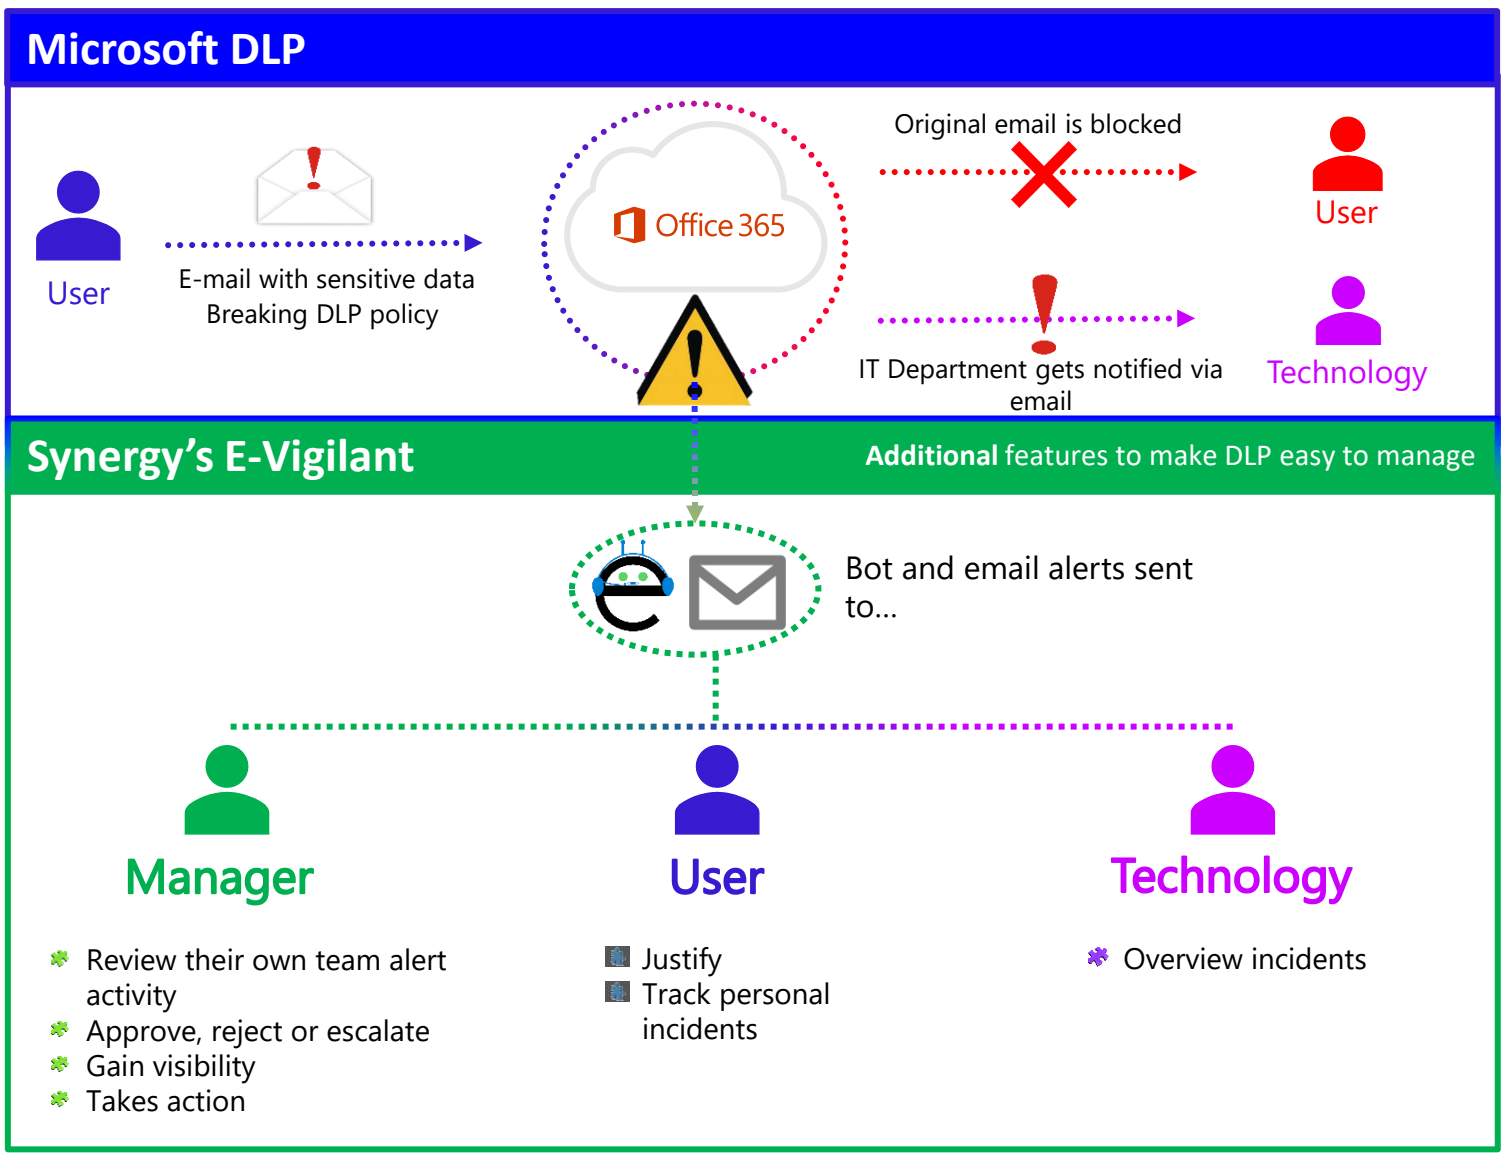 Microsoft DLP
Original email is blocked
User
User
E-mail with sensitive data
Breaking DLP policy
Office 365
IT Department gets notified via
email
Technology
Synergy’s E-Vigilant
Additional features to make DLP easy to manage
Bot and email alerts sent
to...
Manager
Review their own team alert
activity
Approve, reject or escalate
Gain visibility
Takes action
User
Justify
Track personal
incidents
Technology
Overview incidents